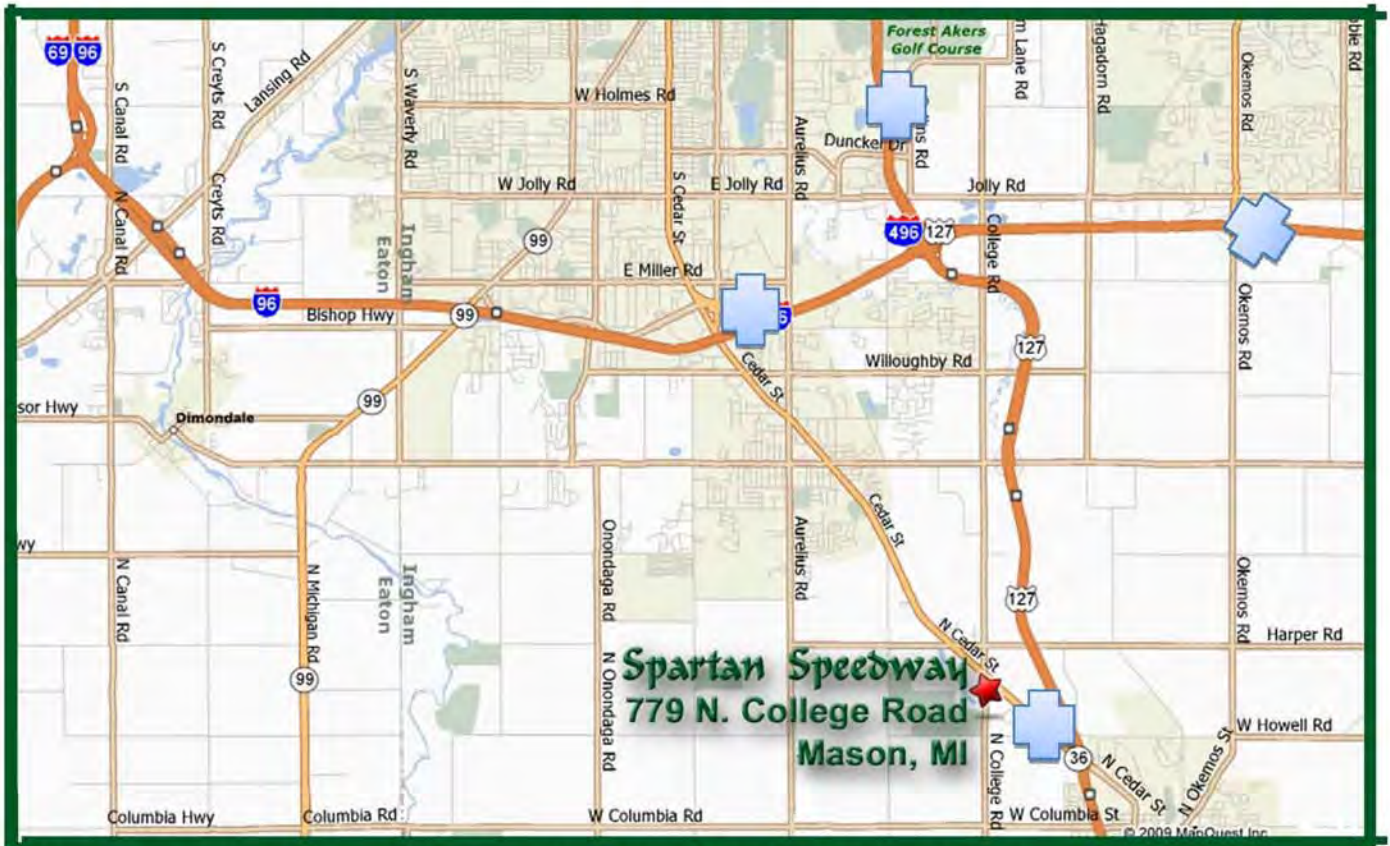 Forest Akers
Golf Course
69
96
S Canal Rd
S Creyts Rd
Lansing Rd
S Waverly Rd
W Holmes Rd
Aurelius Rd
Dunckel Dr
Hagadorn Rd
Okemos Rd
W Jolly Rd
S Cedar St
E Jolly Rd
Jolly Rd
N Canal Rd
Creyts Rd
Ingham
Eaton
99
496
127
College Rd
E Miller Rd
96
Bishop Hwy
99
Okemos Rd
127
Willoughby Rd
Cedar St
99
Dimondale
Cedar St
Onondaga Rd
Aurelius Rd
N Canal Rd
N Michigan Rd
Ingham
Eaton
127
Okemos Rd
N Cedar St
Harper Rd
99
N Onondaga Rd
Spartan Speedway
779 N. College Road
Mason, MI
N College Rd
W Howell Rd
36
N Cedar St
N Okemos St
Columbia Hwy
Columbia Rd
W Columbia Rd
W Columbia St
© 2009 MapQuest Inc